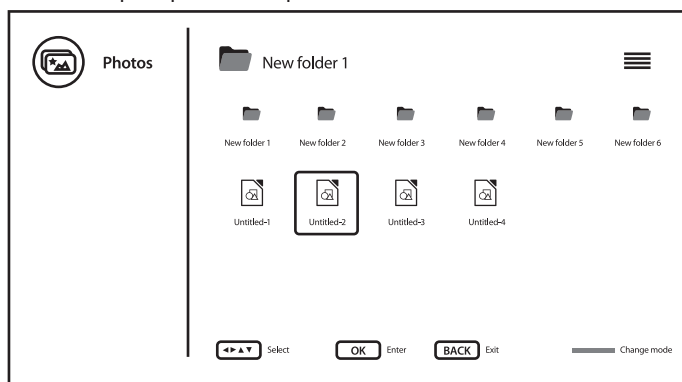 Photos
New folder 1
New folder 1 New folder 2 New folder 3 New folder 4 New folder 5 New folder 6
Untitled-1 Untitled-2 Untitled-3 Untitled-4
Select OK Enter BACK Exit Change mode